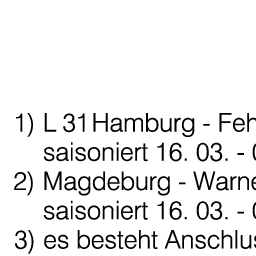 1) L 31 Hamburg - Feh
saisoniert 16. 03. - 0
2) Magdeburg - Warne
saisoniert 16. 03. - 0
3) es besteht Anschlus